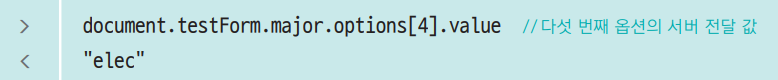 > document.testForm.major.options[4].value //다섯 번째 옵션의 서버 전달 값
< "elec"